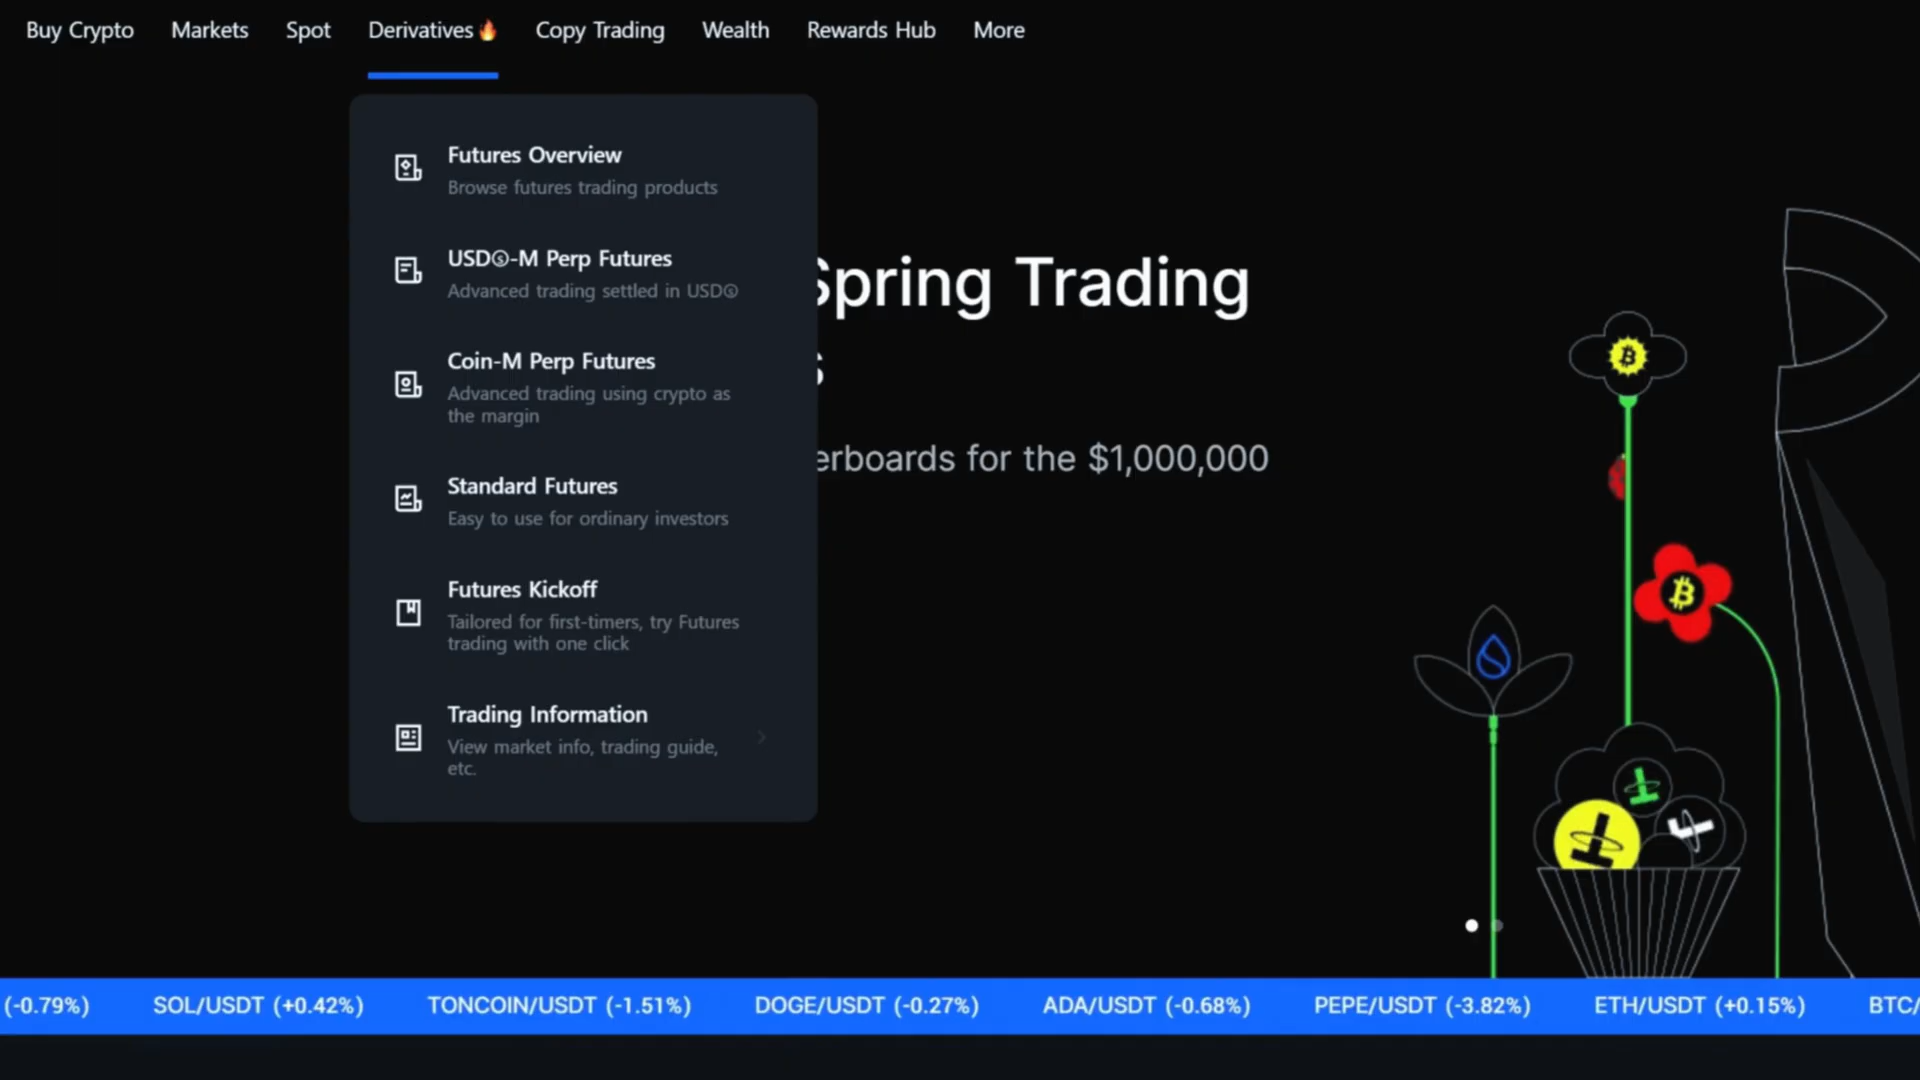 Buy Crypto Markets Spot Derivatives🔥 Copy Trading Wealth Rewards Hub More
Futures Overview
Browse futures trading products
USDⓢ-M Perp Futures
Advanced trading settled in USDⓢ
Coin-M Perp Futures
Advanced trading using crypto as
the margin
Standard Futures
Easy to use for ordinary investors
Futures Kickoff
Tailored for first-timers, try Futures
trading with one click
Trading Information
View market info, trading guide,
etc.
Spring Trading
s
erboards for the $1,000,000
(-0.79%) SOL/USDT (+0.42%) TONCOIN/USDT (-1.51%) DOGE/USDT (-0.27%) ADA/USDT (-0.68%) PEPE/USDT (-3.82%) ETH/USDT (+0.15%) BTC/